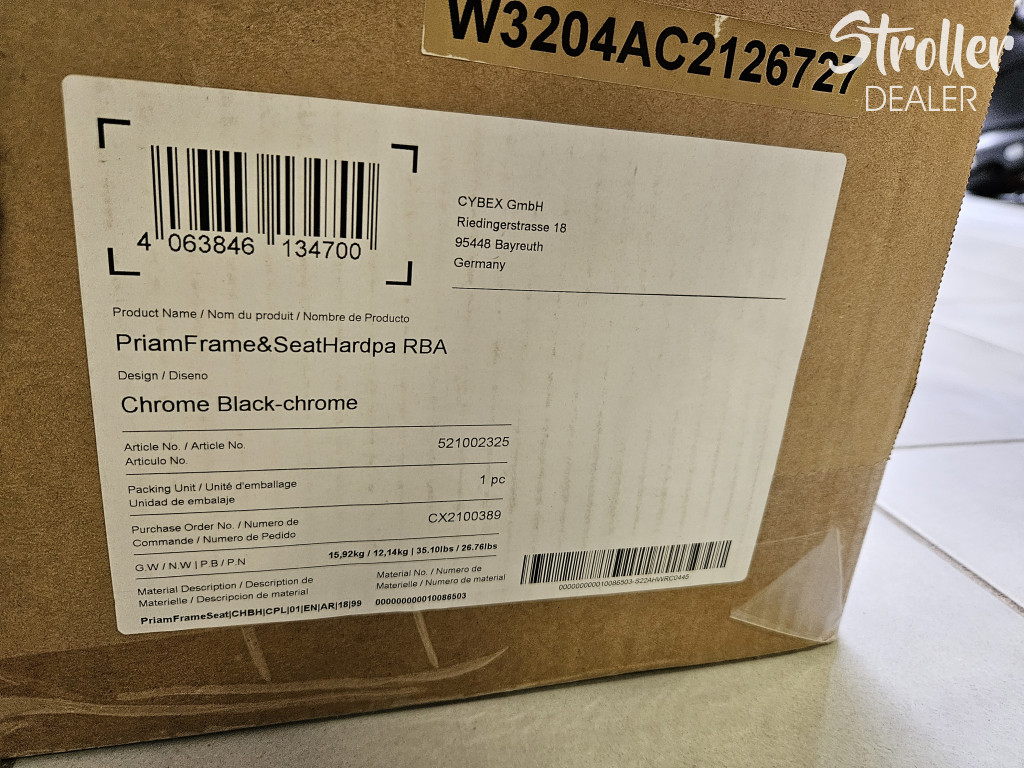 W3204AC2126727
Stroller
DEALER
4 063846 134700
CYBEX GmbH
Riedingerstrasse 18
95448 Bayreuth
Germany
Product Name / Nom du produit / Nombre de Producto
PriamFrame&SeatHardpa RBA
Design / Diseno
Chrome Black-chrome
Article No. / Article No.
Articulo No.
521002325
Packing Unit / Unité d'emballage
Unidad de embalaje
1 pc
Purchase Order No. / Numero de
Commande / Numero de Pedido
CX2100389
G.W / N.W | P.B / P.N
15,92kg / 12,14kg | 35.10lbs / 26.76lbs
Material Description / Description de
Materielle / Descripcion de material
PriamFrameSeat|CHBH|CPL|01|EN|AR|18|99
Material No. / Numero de
Materielle / Numero de material
000000000010086503
000000000010086503-S22AHVVRC0445